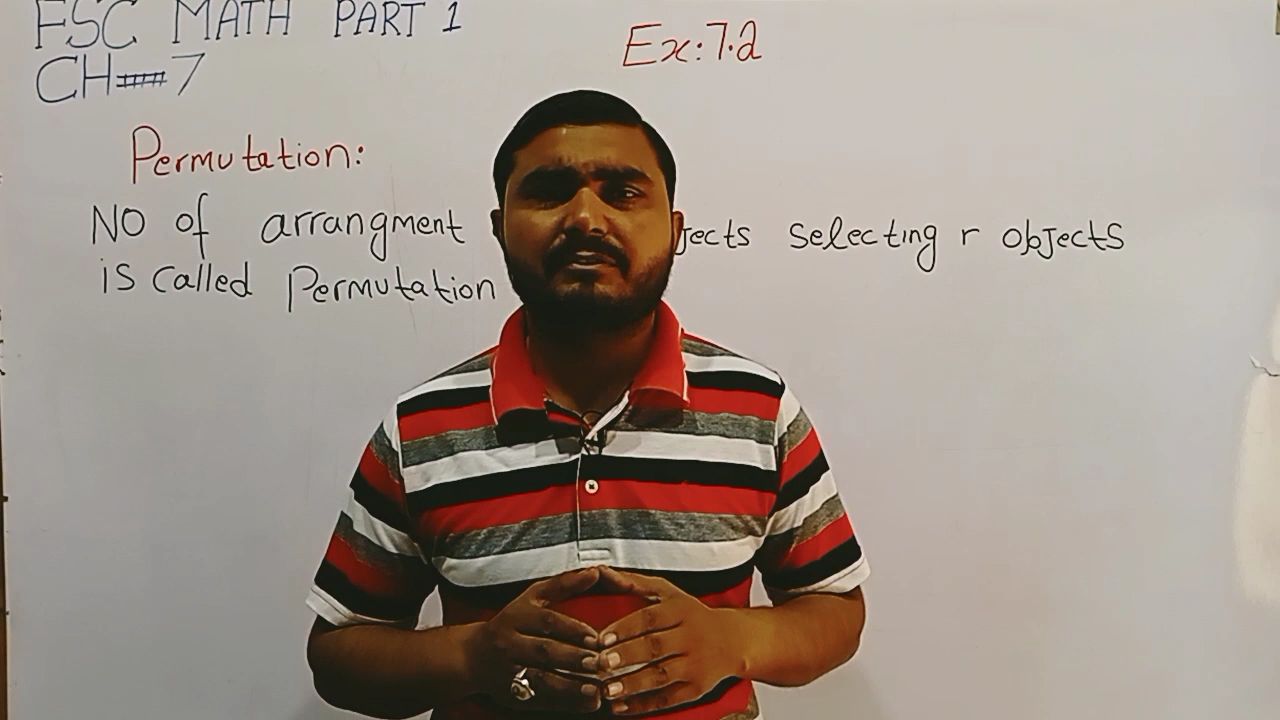 FSC MATH PART 1
CH#7
Ex:7.2
Permutation:
NO of arrangment jects selecting r objects
is called permutation